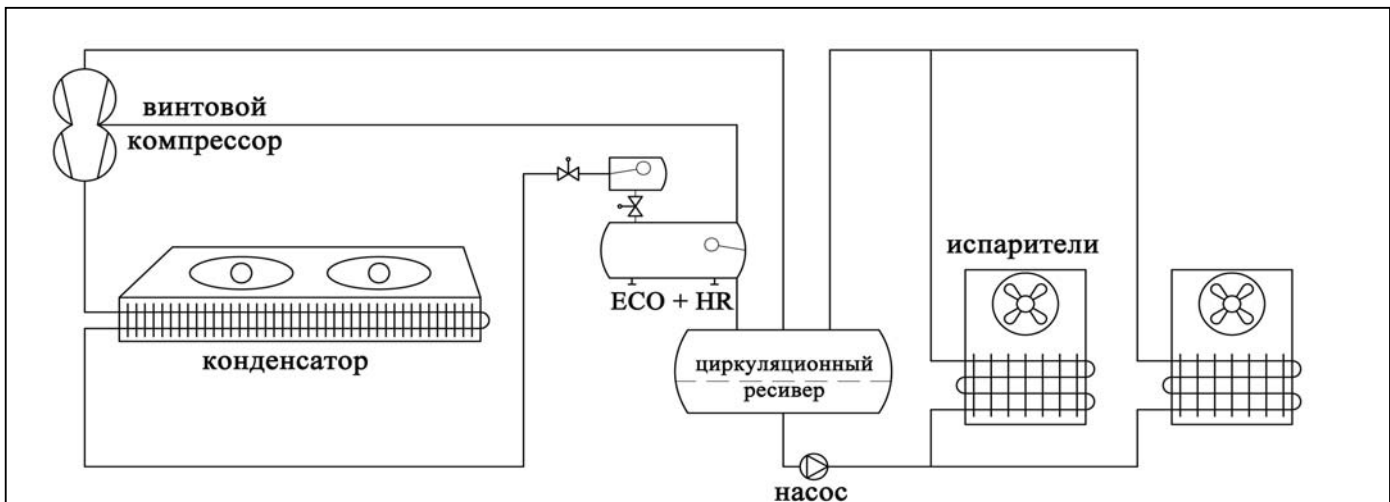 винтовой
компрессор
испарители
ECO + HR
конденсатор
циркуляционный
ресивер
насос